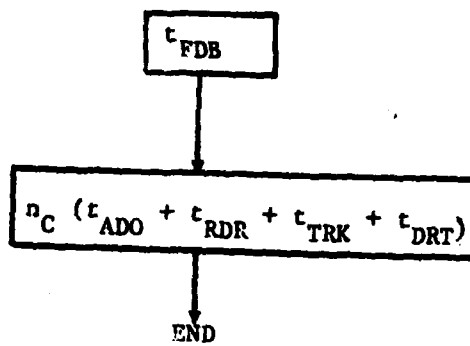 t_FDB
n_C (t_ADO + t_RDR + t_TRK + t_DRT)
END